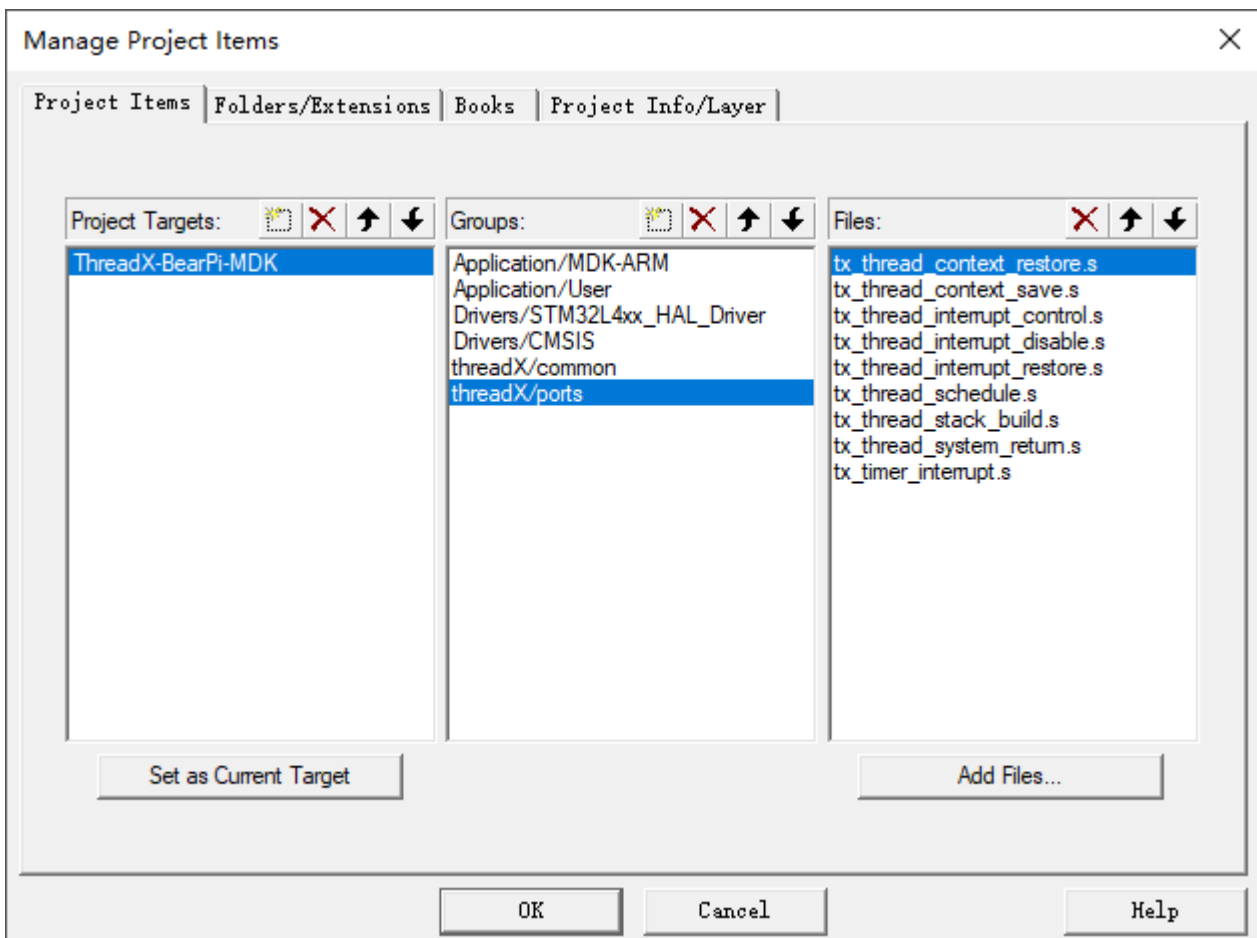 Manage Project Items
Project Items Folders/Extensions Books Project Info/Layer
Project Targets:
ThreadX-BearPi-MDK
Set as Current Target
Groups:
Application/MDK-ARM
Application/User
Drivers/STM32L4xx_HAL_Driver
Drivers/CMSIS
threadX/common
threadX/ports
Files:
tx_thread_context_restore.s
tx_thread_context_save.s
tx_thread_interrupt_control.s
tx_thread_interrupt_disable.s
tx_thread_interrupt_restore.s
tx_thread_schedule.s
tx_thread_stack_build.s
tx_thread_system_return.s
tx_timer_interrupt.s
Add Files...
OK Cancel Help